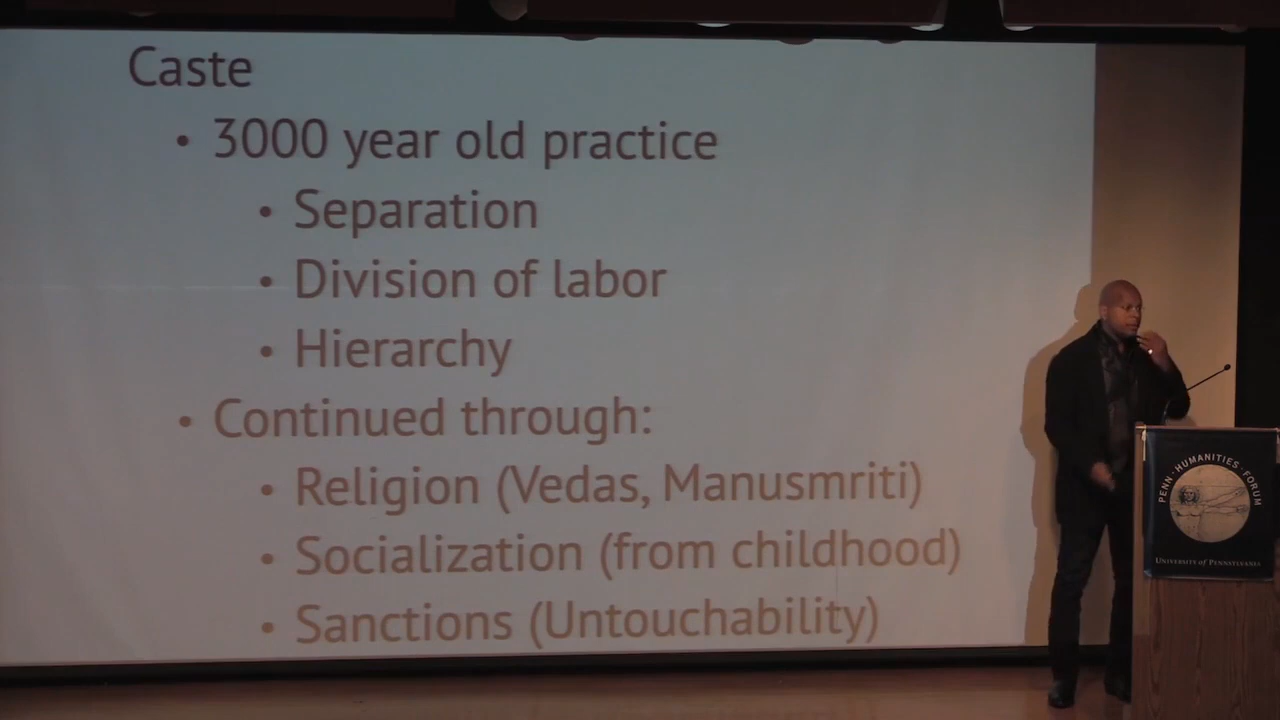 Caste
• 3000 year old practice
• Separation
• Division of labor
• Hierarchy
• Continued through:
• Religion (Vedas, Manusmriti)
• Socialization (from childhood)
• Sanctions (Untouchability)
PENN · HUMANITIES · FORUM
UNIVERSITY of PENNSYLVANIA